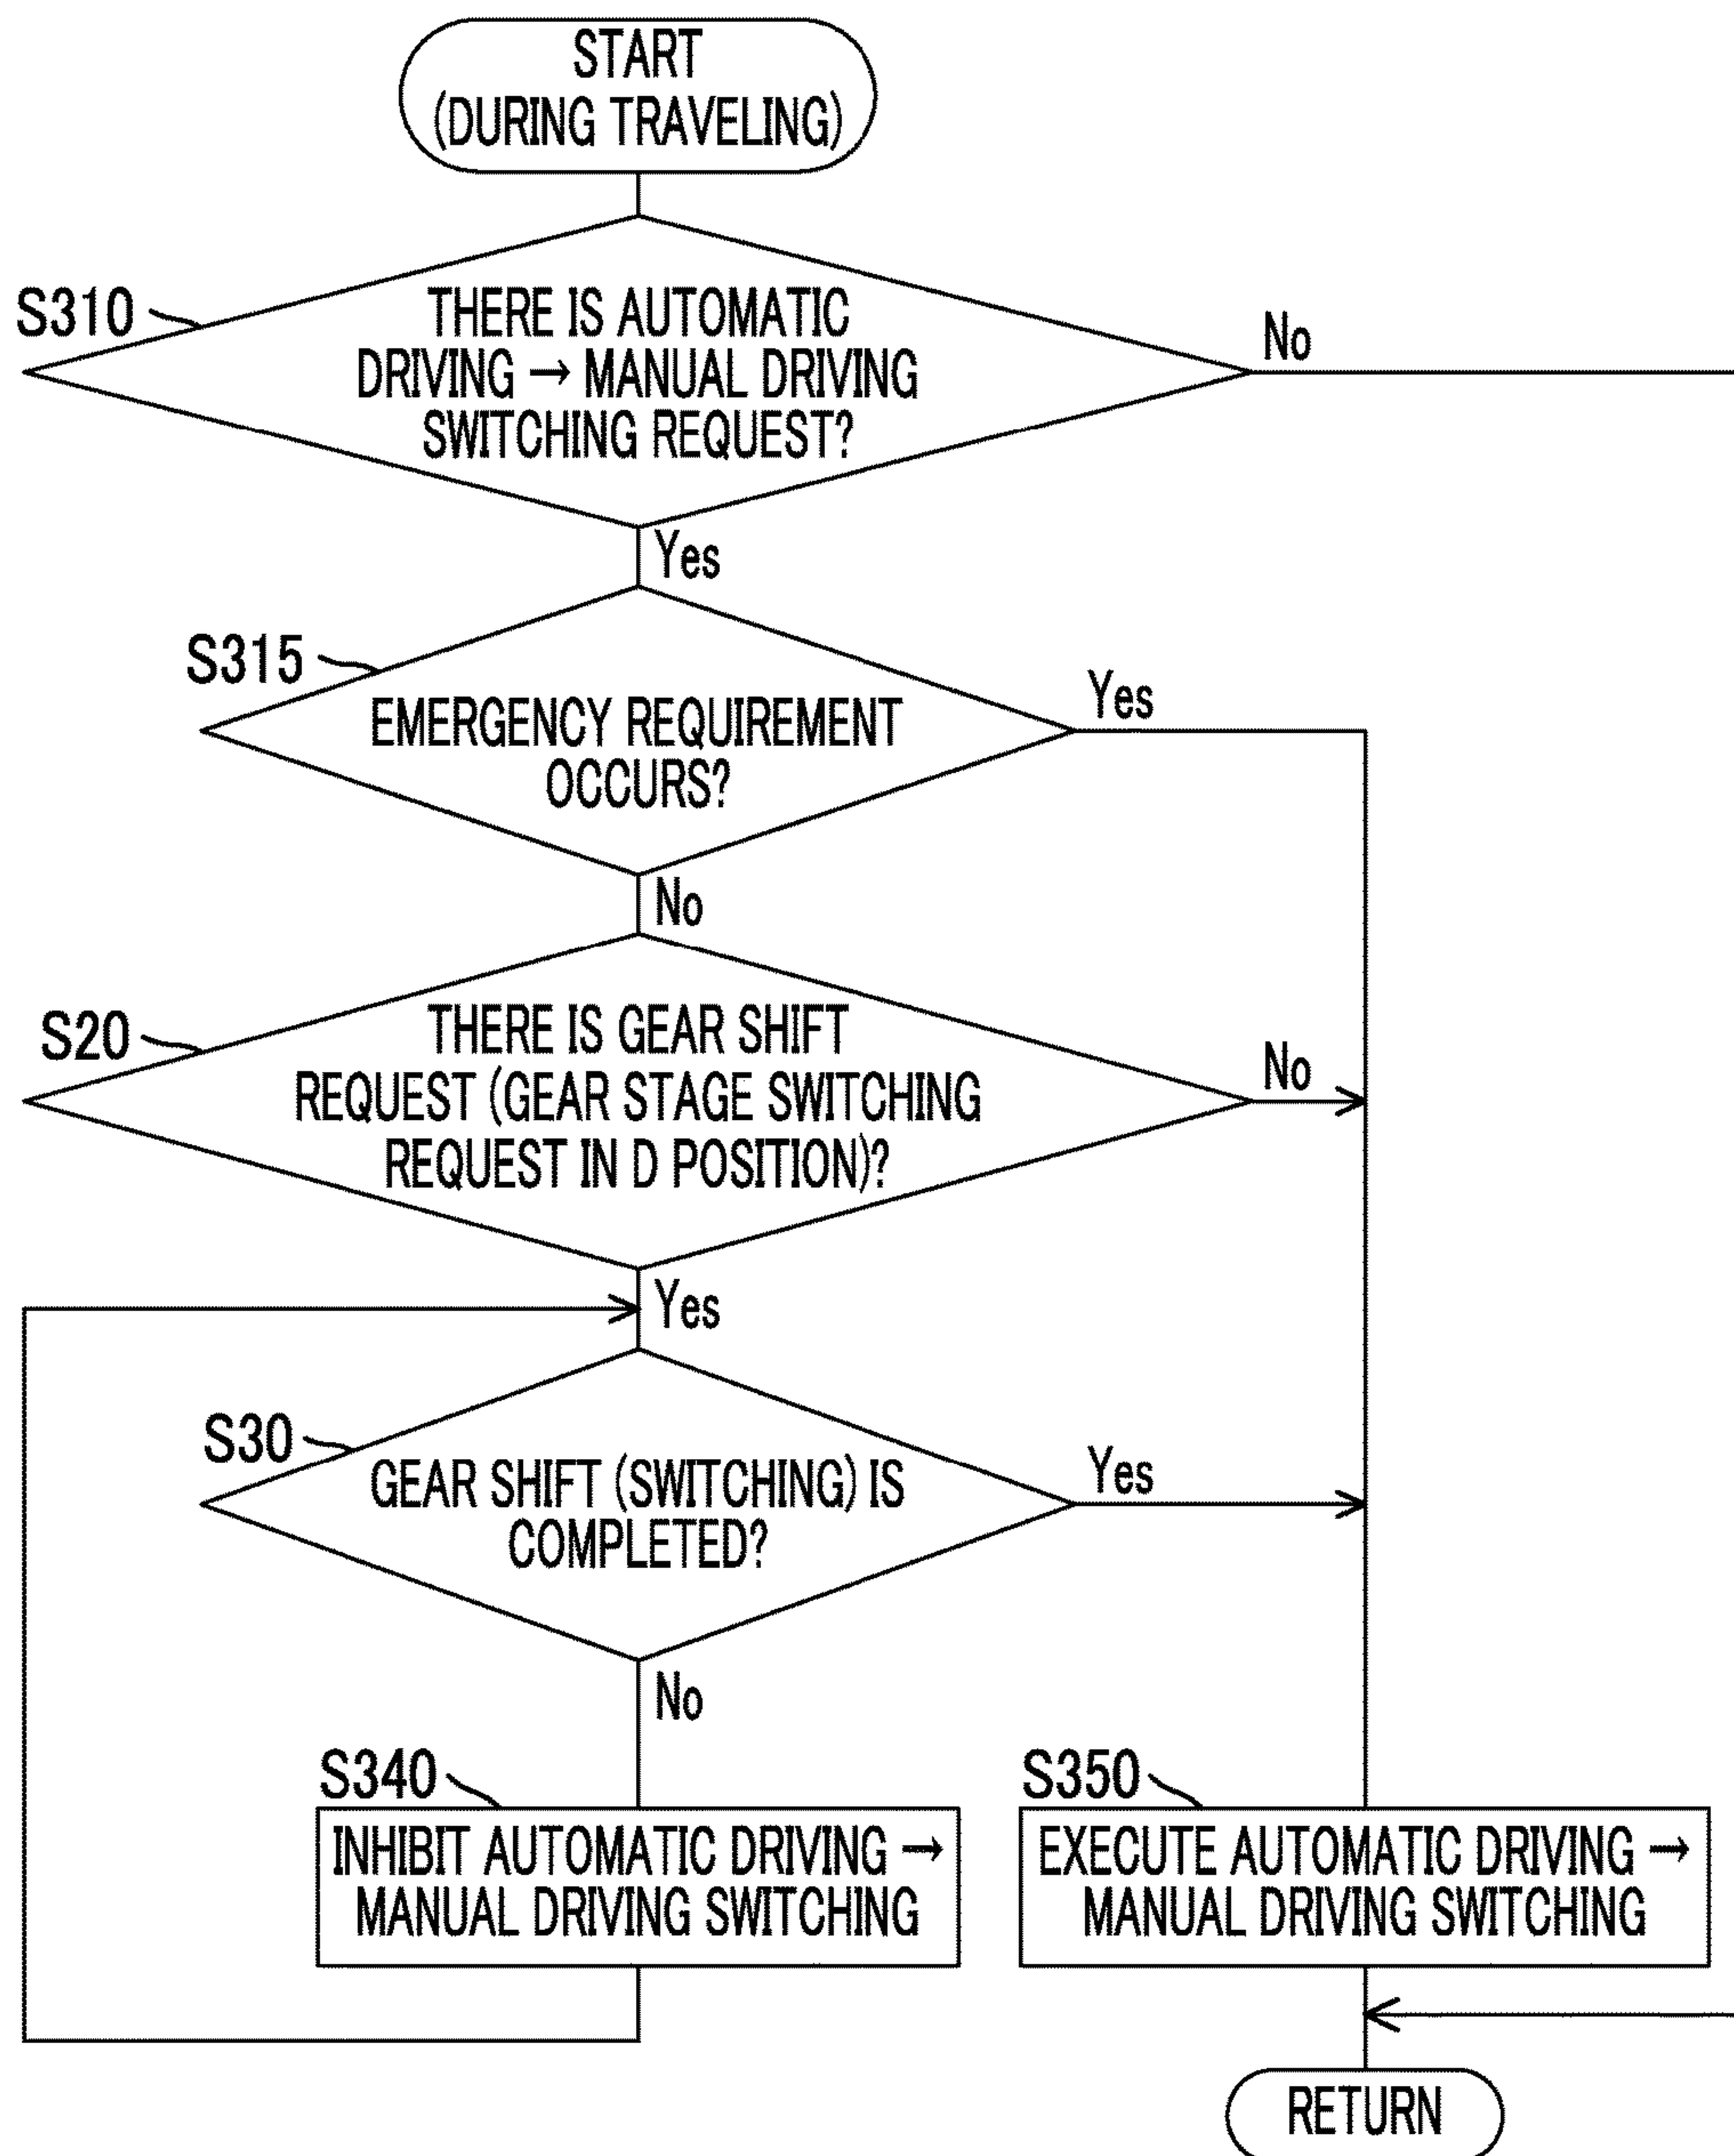 START
(DURING TRAVELING)
S310
THERE IS AUTOMATIC
DRIVING → MANUAL DRIVING
SWITCHING REQUEST?
No
Yes
S315
EMERGENCY REQUIREMENT
OCCURS?
Yes
No
S20
THERE IS GEAR SHIFT
REQUEST (GEAR STAGE SWITCHING
REQUEST IN D POSITION)?
No
Yes
S30
GEAR SHIFT (SWITCHING) IS
COMPLETED?
Yes
No
S340
INHIBIT AUTOMATIC DRIVING →
MANUAL DRIVING SWITCHING
S350
EXECUTE AUTOMATIC DRIVING →
MANUAL DRIVING SWITCHING
RETURN